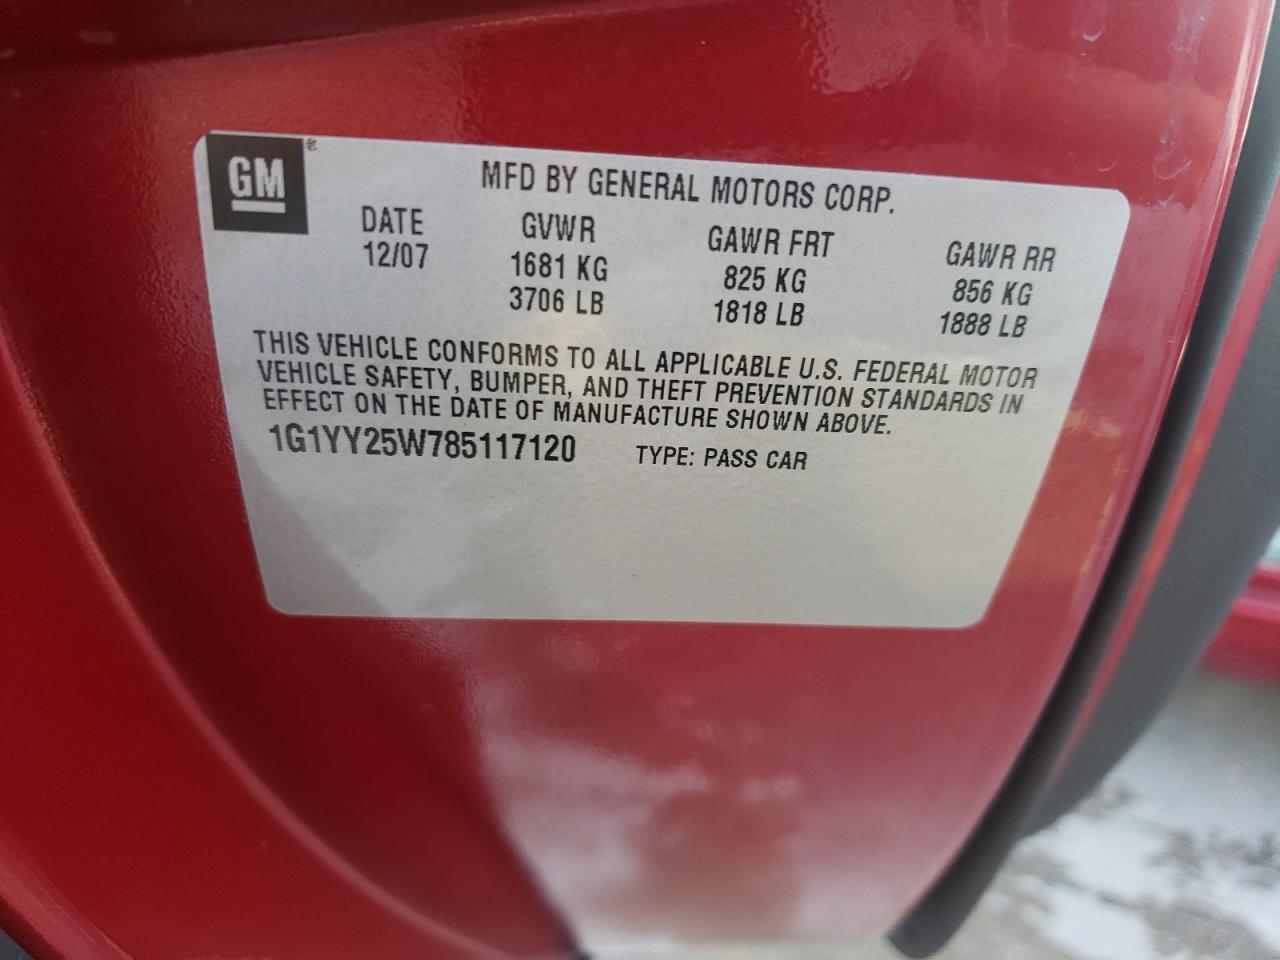 GM®
MFD BY GENERAL MOTORS CORP.
DATE GVWR GAWR FRT GAWR RR
12/07 1681 KG 825 KG 856 KG
3706 LB 1818 LB 1888 LB
THIS VEHICLE CONFORMS TO ALL APPLICABLE U.S. FEDERAL MOTOR
VEHICLE SAFETY, BUMPER, AND THEFT PREVENTION STANDARDS IN
EFFECT ON THE DATE OF MANUFACTURE SHOWN ABOVE.
1G1YY25W785117120 TYPE: PASS CAR